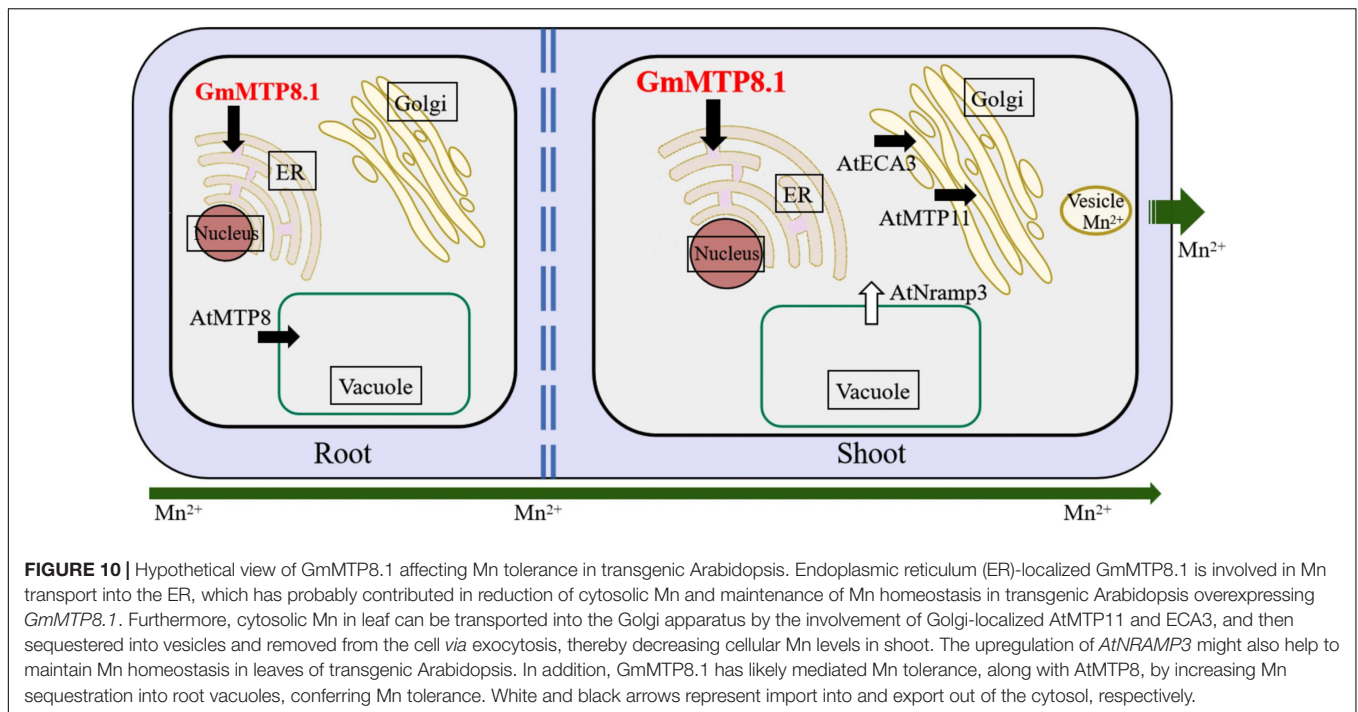 GmMTP8.1
Golgi
ER
Nucleus
AtMTP8
Vacuole
Root
GmMTP8.1
Golgi
AtECA3
ER
AtMTP11
Vesicle
Mn²⁺
Mn²⁺
Nucleus
AtNramp3
Vacuole
Shoot
Mn²⁺
Mn²⁺
Mn²⁺
FIGURE 10 | Hypothetical view of GmMTP8.1 affecting Mn tolerance in transgenic Arabidopsis. Endoplasmic reticulum (ER)-localized GmMTP8.1 is involved in Mn
transport into the ER, which has probably contributed in reduction of cytosolic Mn and maintenance of Mn homeostasis in transgenic Arabidopsis overexpressing
GmMTP8.1. Furthermore, cytosolic Mn in leaf can be transported into the Golgi apparatus by the involvement of Golgi-localized AtMTP11 and ECA3, and then
sequestered into vesicles and removed from the cell via exocytosis, thereby decreasing cellular Mn levels in shoot. The upregulation of AtNRAMP3 might also help to
maintain Mn homeostasis in leaves of transgenic Arabidopsis. In addition, GmMTP8.1 has likely mediated Mn tolerance, along with AtMTP8, by increasing Mn
sequestration into root vacuoles, conferring Mn tolerance. White and black arrows represent import into and export out of the cytosol, respectively.